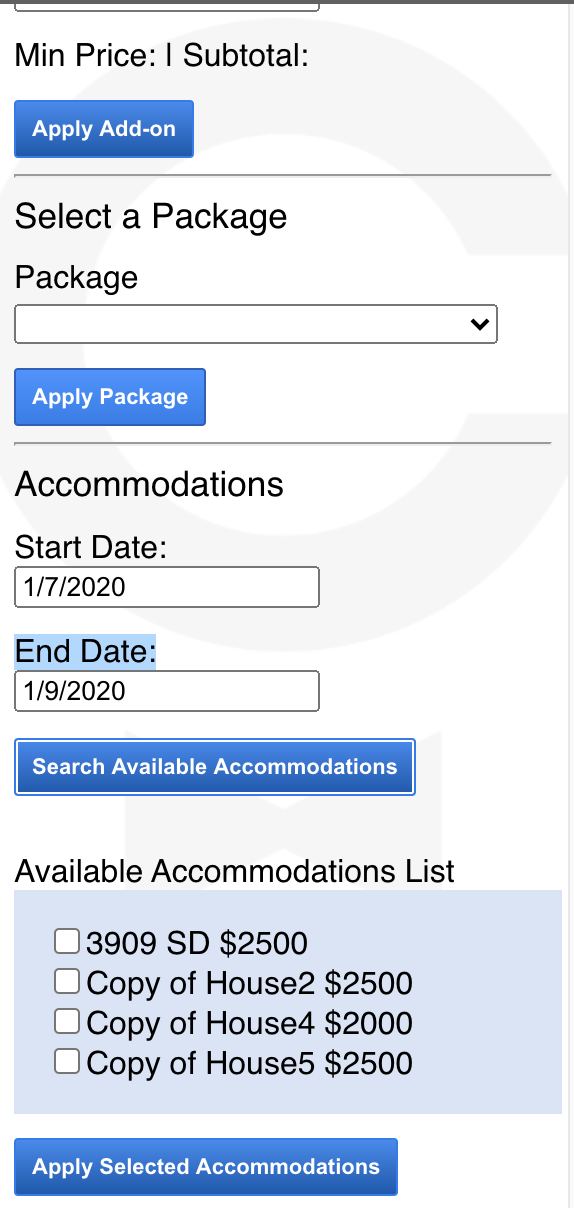 Min Price: | Subtotal:
Apply Add-on
Select a Package
Package
Apply Package
Accommodations
Start Date:
1/7/2020
End Date:
1/9/2020
Search Available Accommodations
Available Accommodations List
3909 SD $2500
Copy of House2 $2500
Copy of House4 $2000
Copy of House5 $2500
Apply Selected Accommodations